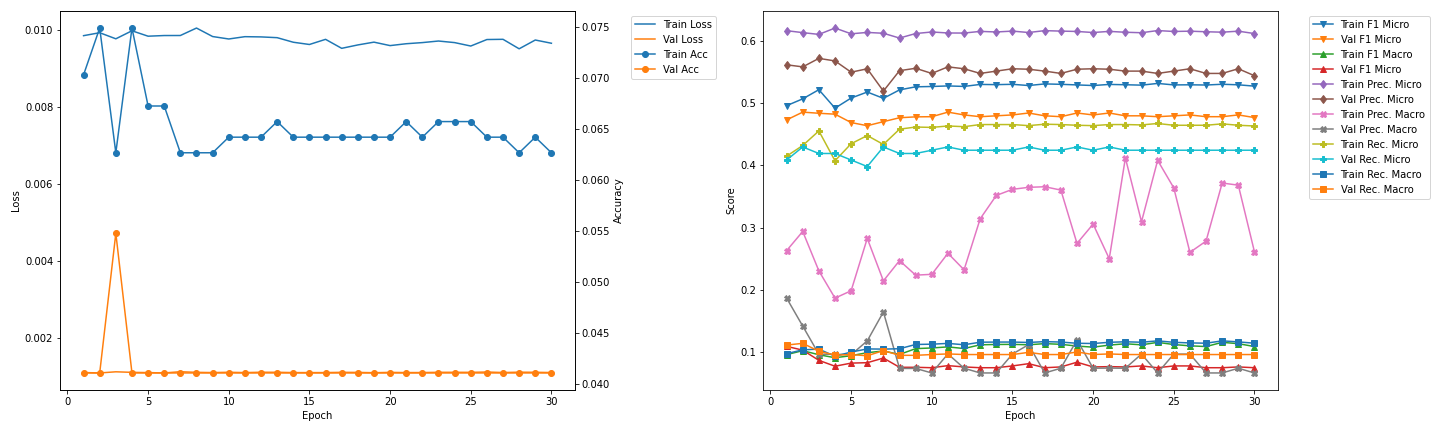 0.010
0.008
0.006
0.004
0.002
Loss
0
5
10
15
20
25
30
Epoch
0.075
0.070
0.065
0.060
0.055
0.050
0.045
0.040
Accuracy
Train Loss
Val Loss
Train Acc
Val Acc
0.6
0.5
0.4
0.3
0.2
0.1
Score
0
5
10
15
20
25
30
Epoch
Train F1 Micro
Val F1 Micro
Train F1 Macro
Val F1 Micro
Train Prec. Micro
Val Prec. Micro
Train Prec. Macro
Val Prec. Macro
Train Rec. Micro
Val Rec. Micro
Train Rec. Macro
Val Rec. Macro